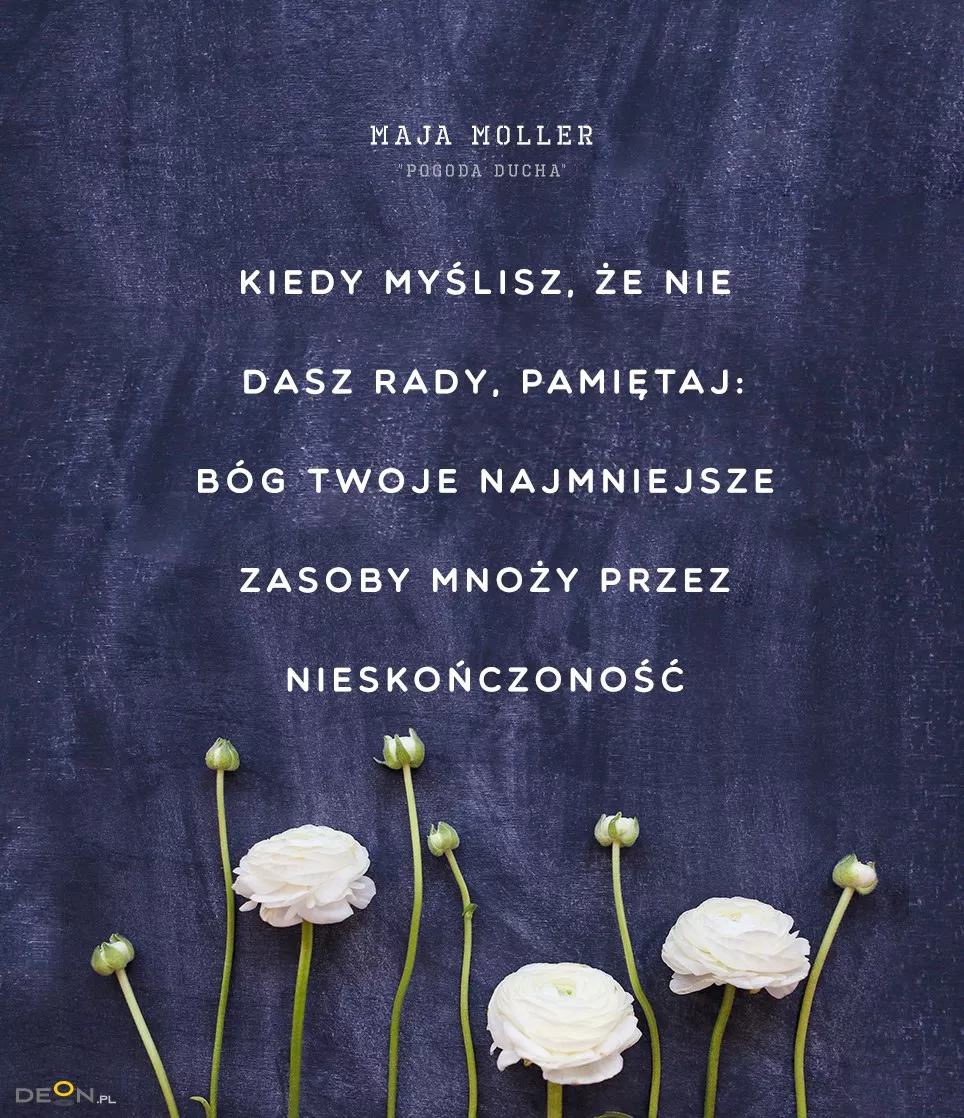 MAJA MOLLER
"POGODA DUCHA"
KIEDY MYŚLISZ, ŻE NIE
DASZ RADY, PAMIĘTAJ:
BÓG TWOJE NAJMNIEJSZE
ZASOBY MNOŻY PRZEZ
NIESKOŃCZONOŚĆ
DEON.PL